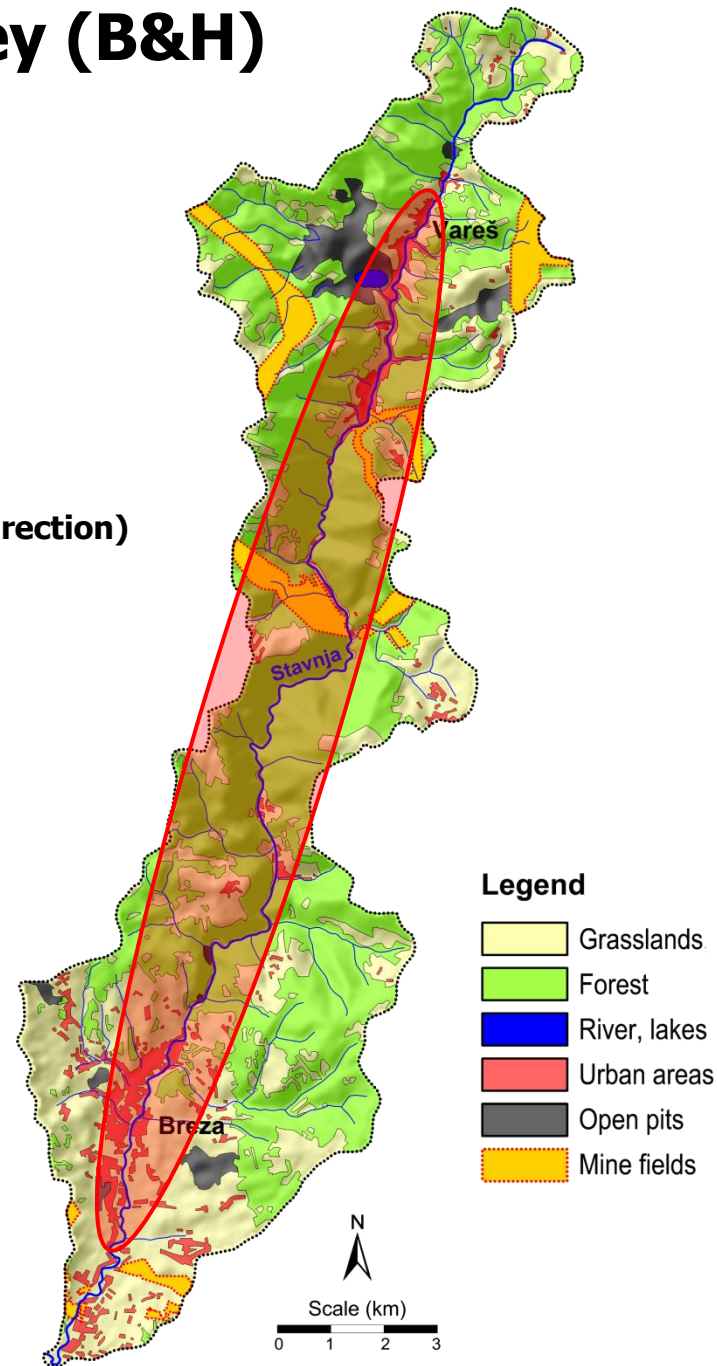 ey (B&H)
Vareš
rection)
Stavnja
Breza
Legend
Grasslands
Forest
River, lakes
Urban areas
Open pits
Mine fields
N
Scale (km)
0 1 2 3